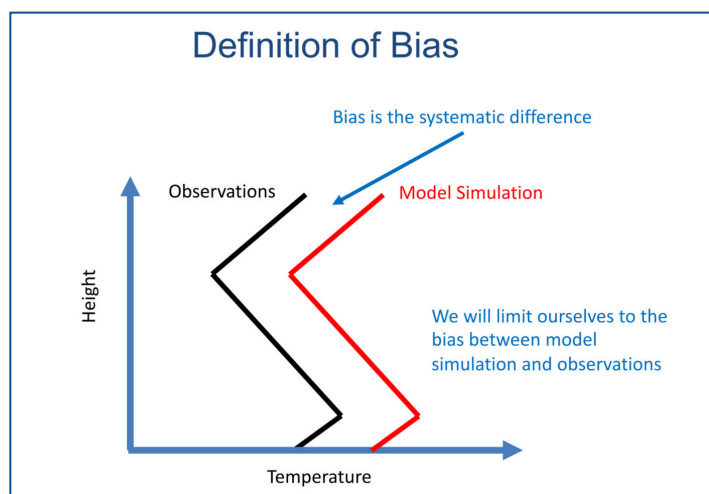 Definition of Bias
Bias is the systematic difference
Observations
Model Simulation
Height
We will limit ourselves to the
bias between model
simulation and observations
Temperature